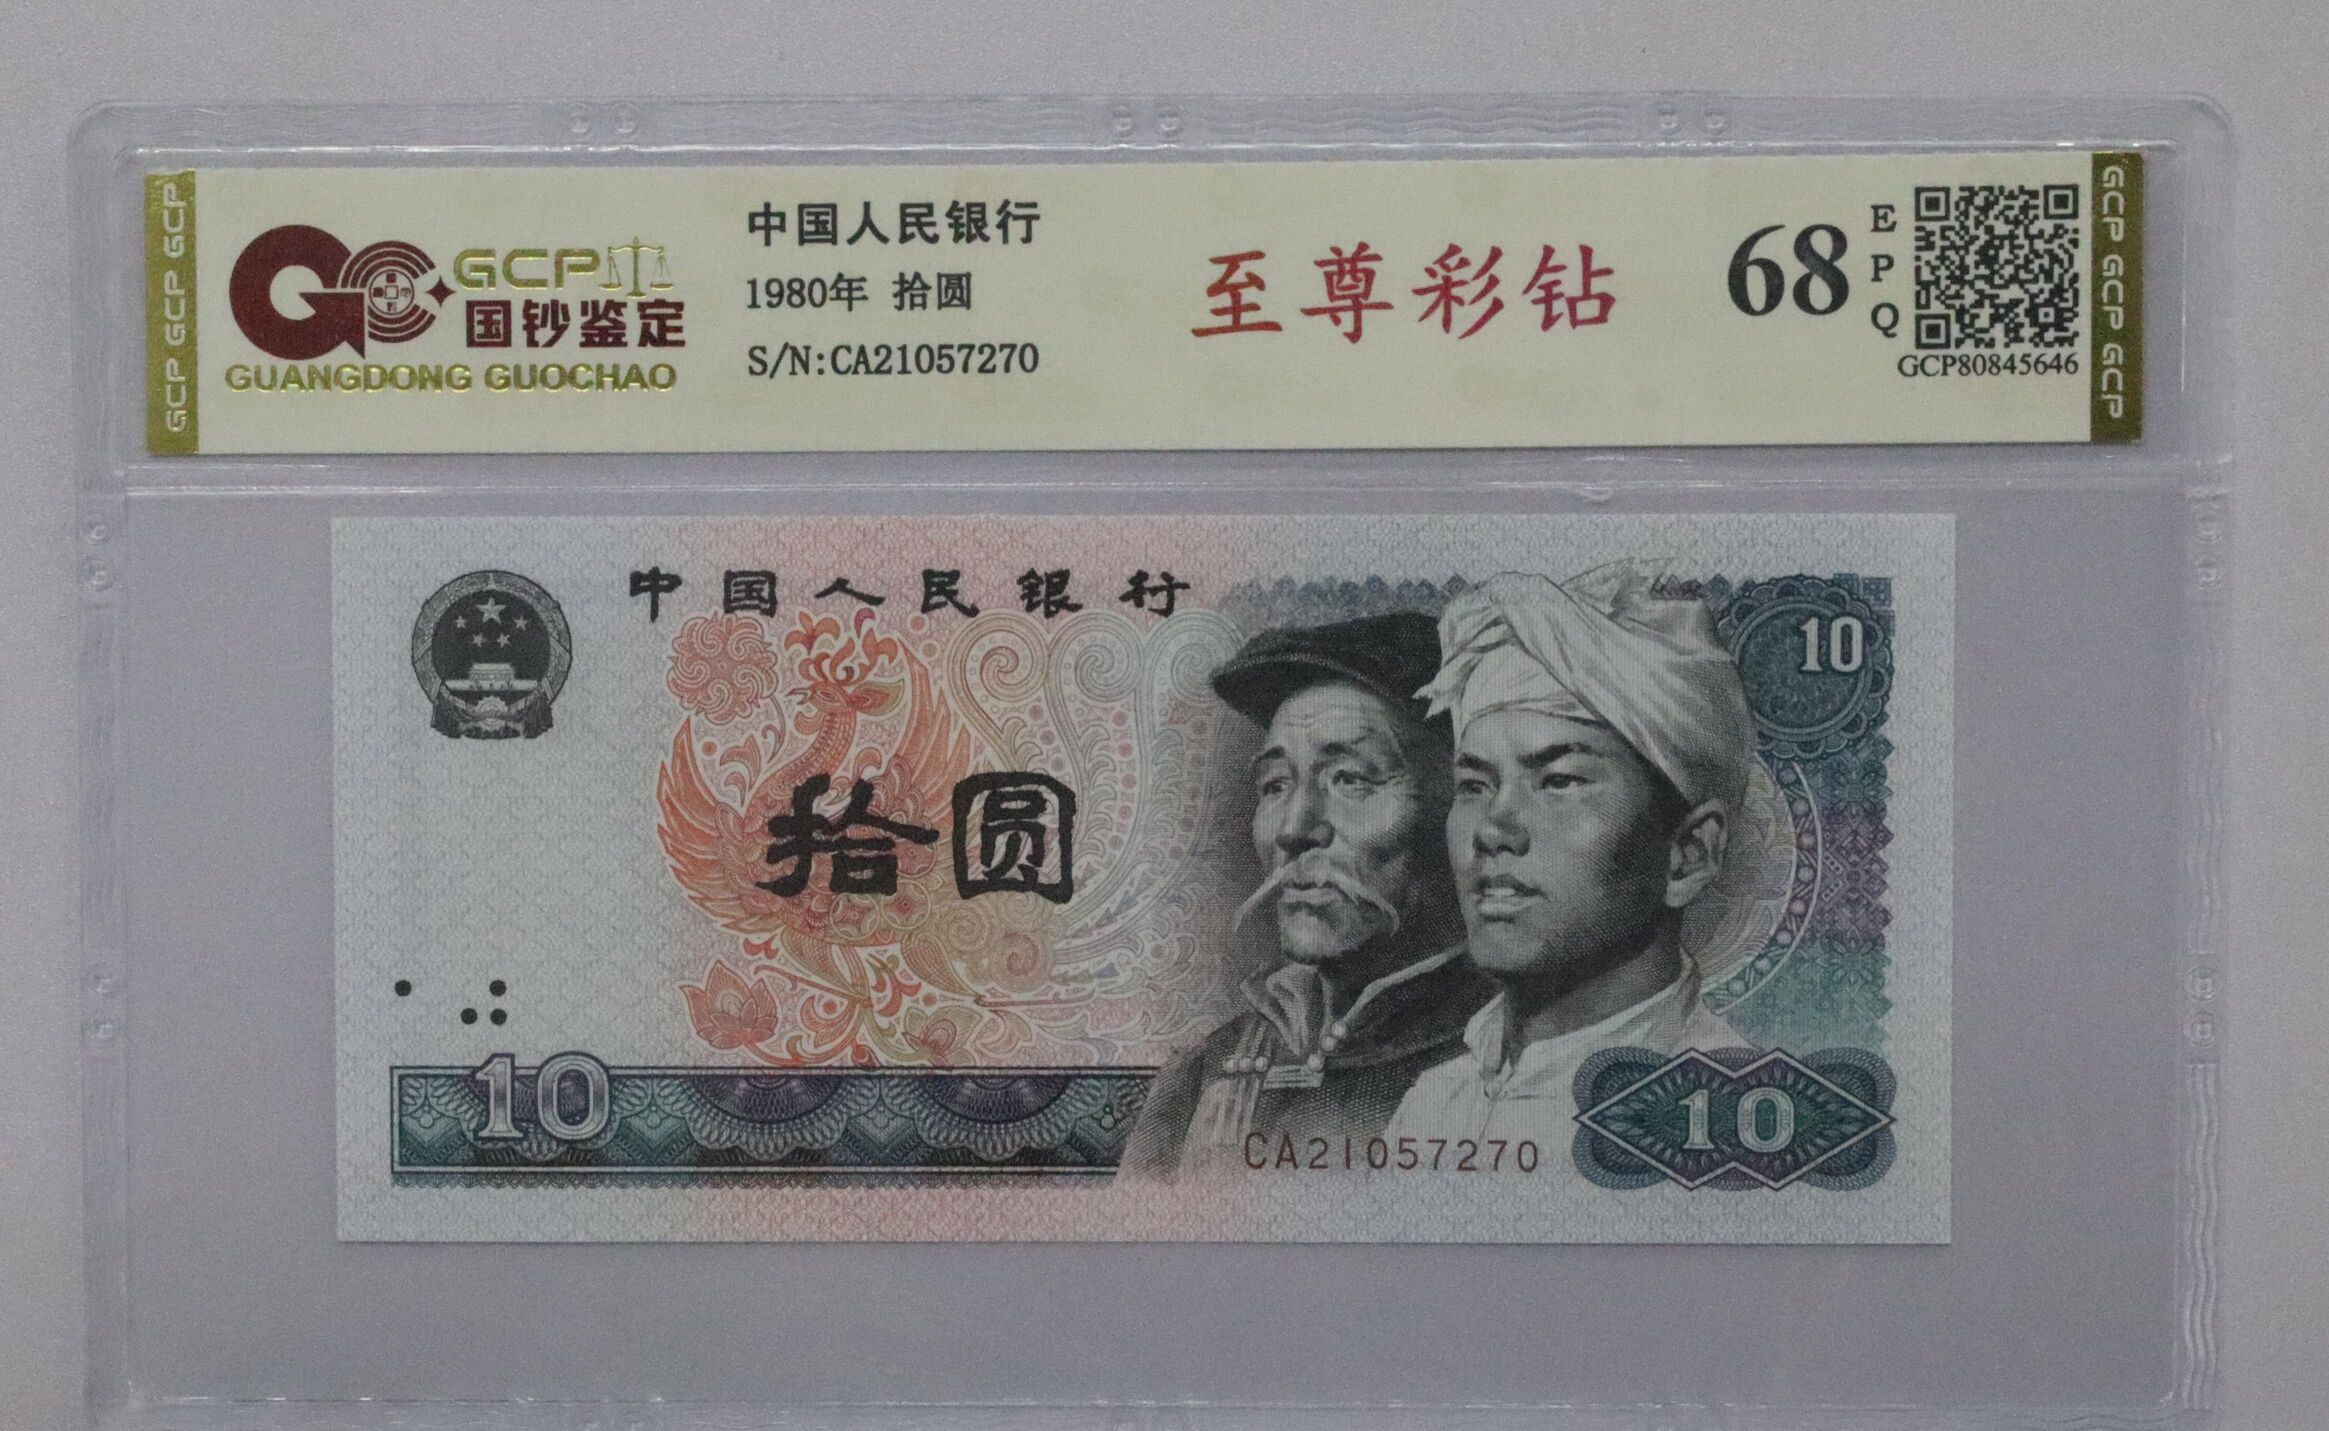 GCP GCP GCP
GCP
国钞鉴定
GUANGDONG GUOCHAO
中国人民银行
1980年 拾圆
S/N:CA21057270
至尊彩钻
68
EPQ
GCP80845646
GCP GCP GCP
中国人民银行
10
拾圆
10
CA21057270
10